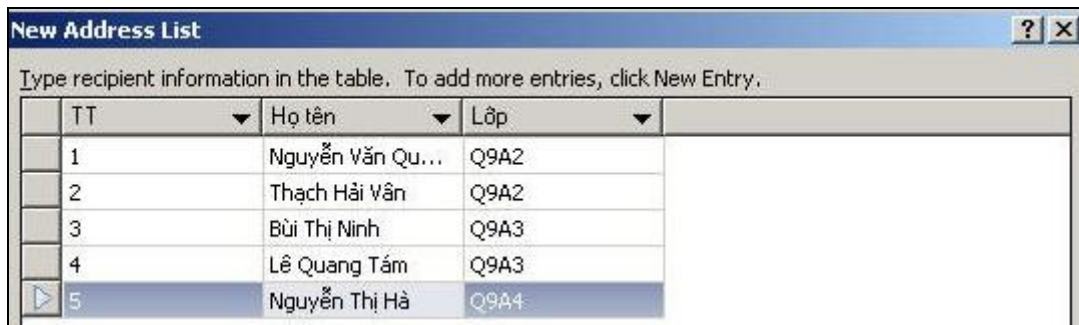 New Address List
Type recipient information in the table. To add more entries, click New Entry.
TT Họ tên Lớp
1 Nguyễn Văn Qu... Q9A2
2 Thạch Hải Vân Q9A2
3 Bùi Thị Ninh Q9A3
4 Lê Quang Tám Q9A3
5 Nguyễn Thị Hà Q9A4